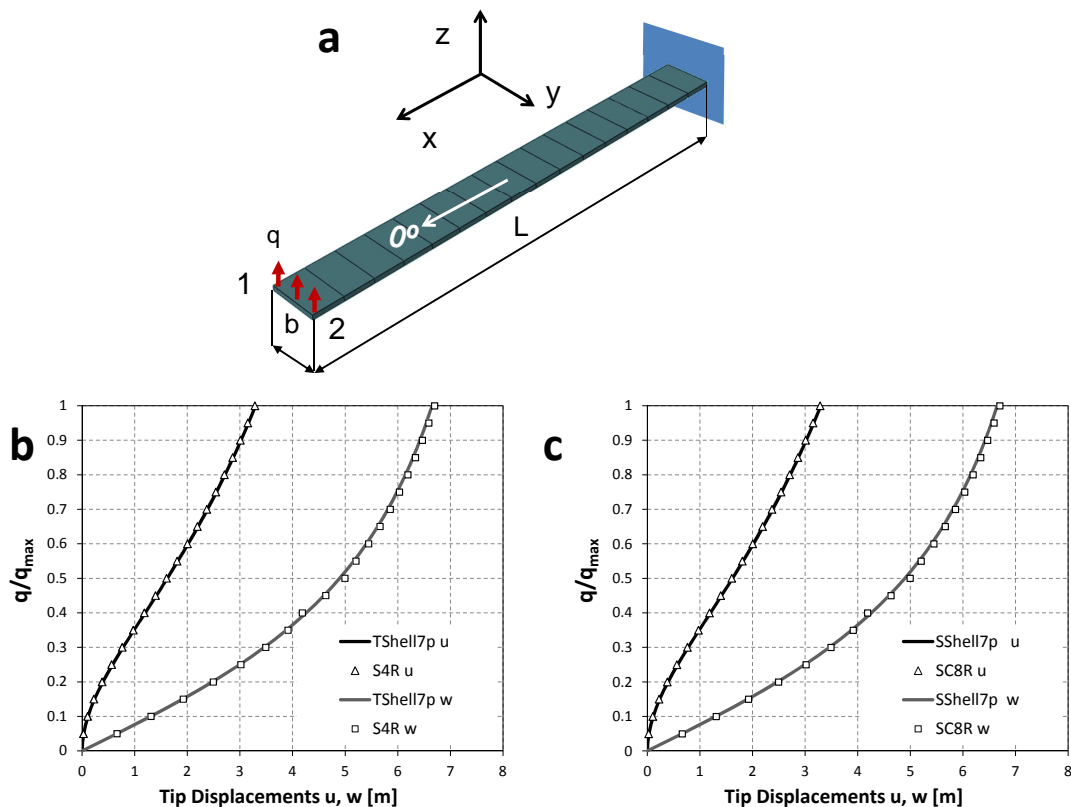 a
z
y
x
0o
L
q
1
b
2
b
q/qmax
1
0.9
0.8
0.7
0.6
0.5
0.4
0.3
0.2
0.1
0
0 1 2 3 4 5 6 7 8
Tip Displacements u, w [m]
TShell7p u
S4R u
TShell7p w
S4R w
c
q/qmax
1
0.9
0.8
0.7
0.6
0.5
0.4
0.3
0.2
0.1
0
0 1 2 3 4 5 6 7 8
Tip Displacements u, w [m]
SShell7p u
SC8R u
SShell7p w
SC8R w